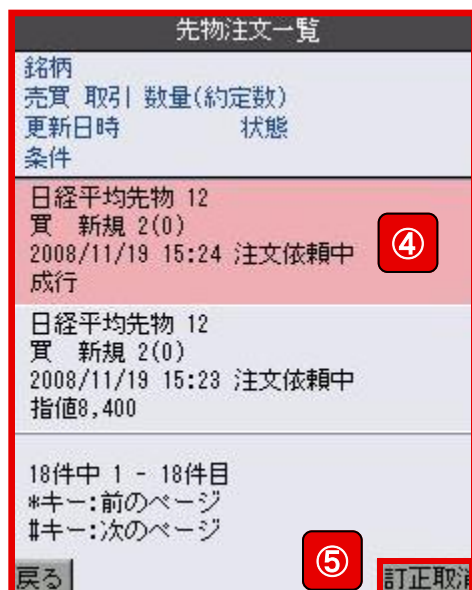 先物注文一覧
銘柄
売買 取引 数量(約定数)
更新日時 状態
条件
日経平均先物 12
買 新規 2(0)
2008/11/19 15:24 注文依頼中
成行
④
日経平均先物 12
買 新規 2(0)
2008/11/19 15:23 注文依頼中
指値8,400
18件中 1 - 18件目
*キー:前のページ
#キー:次のページ
⑤
戻る 訂正取消